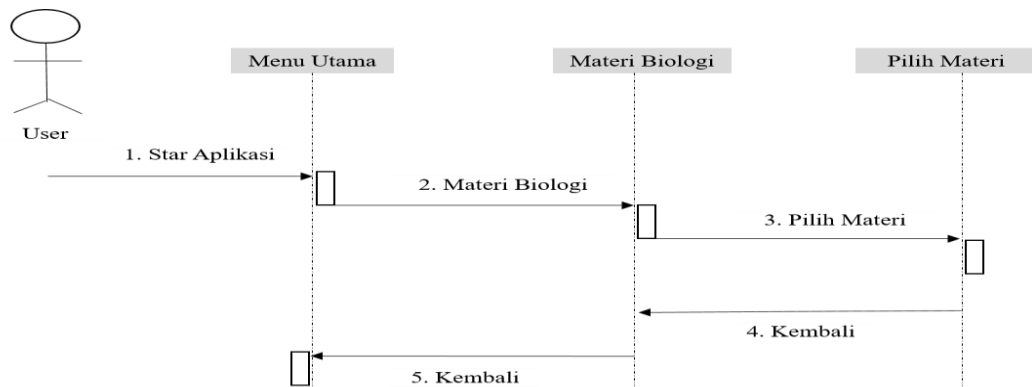 Menu Utama
Materi Biologi
Pilih Materi
User
1. Star Aplikasi
2. Materi Biologi
3. Pilih Materi
4. Kembali
5. Kembali